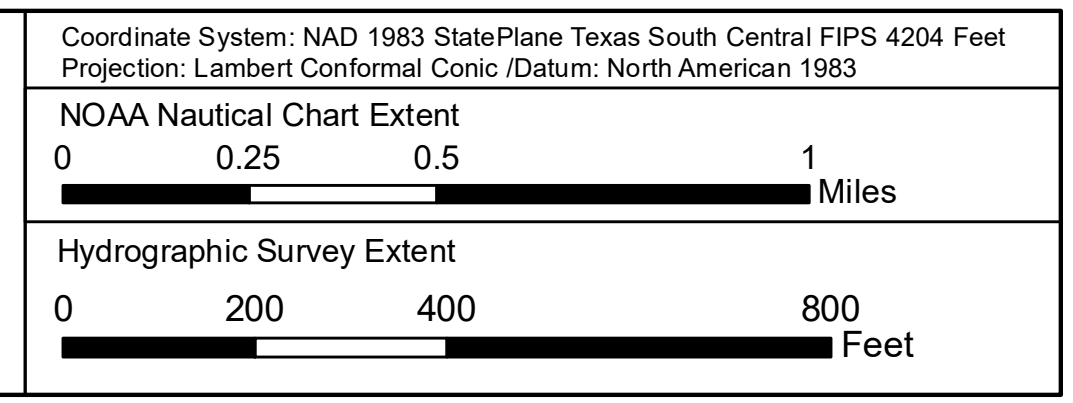 Coordinate System: NAD 1983 StatePlane Texas South Central FIPS 4204 Feet
Projection: Lambert Conformal Conic /Datum: North American 1983
NOAA Nautical Chart Extent
0 0.25 0.5 1
Miles
Hydrographic Survey Extent
0 200 400 800
Feet